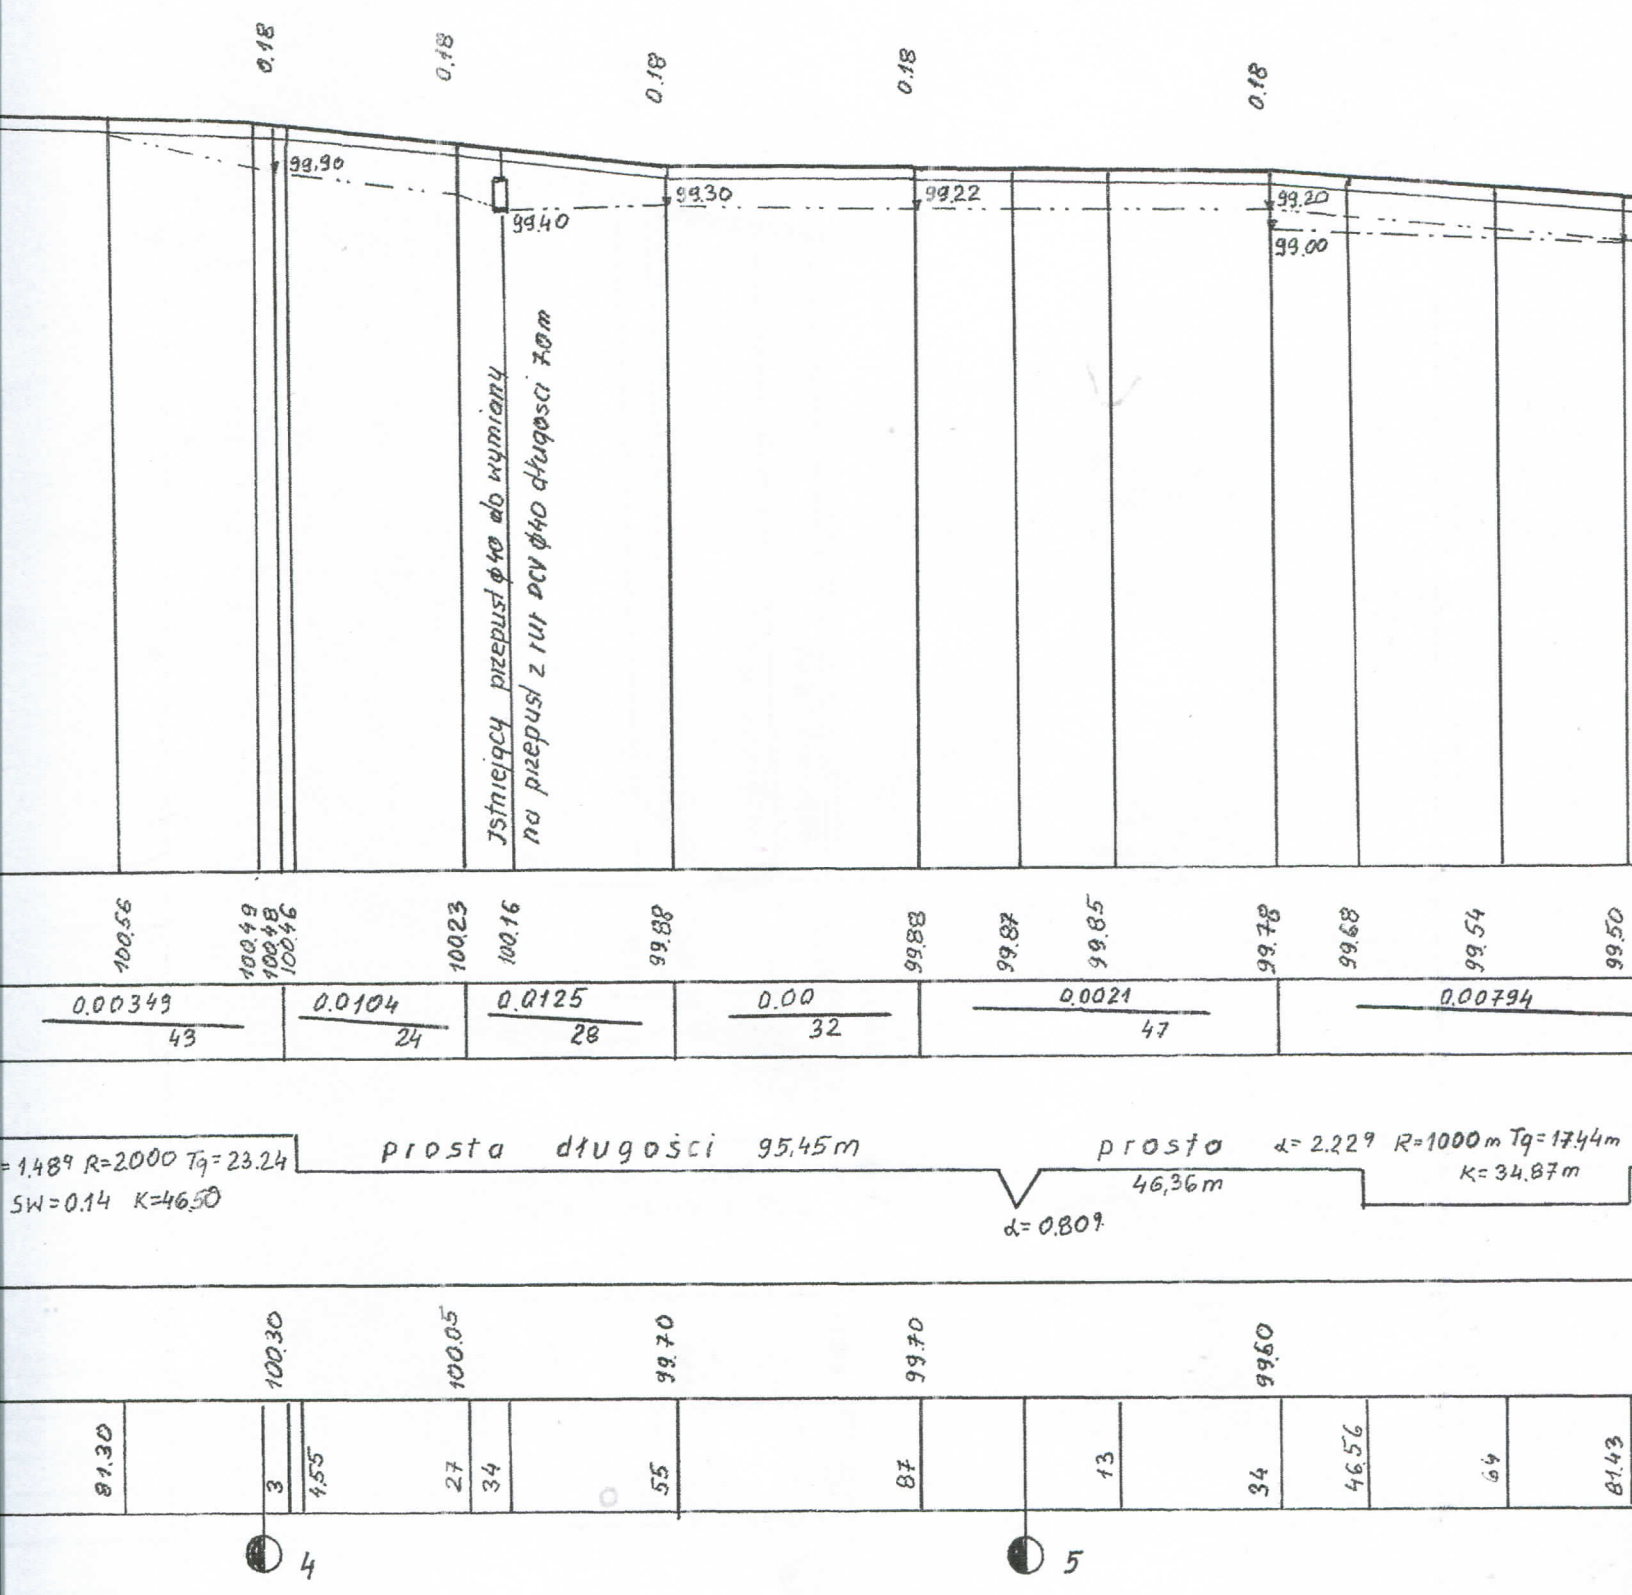 0.18 0.18 0.18 0.18 0.18
99.90 99.30 99.22 99.20
99.40 99.00
Istniejący przepust ϕ40 do wymiany
na przepust z rur PCV ϕ40 długości 7.0m
100.56 100.49 100.48 100.46 100.23 100.16 99.88 99.88 99.87 99.85 99.78 99.68 99.54 99.50
0.00349 0.0104 0.0125 0.00 0.0021 0.00794
43 24 28 32 47
prosta długości 95,45m prosto α=2.22g R=1000m Tg=17.44m
=1.48g R=2000 Tg=23.24 46,36m K=34.87m
SW=0.14 K=46.50 α=0.80g
100.30 100.05 99.70 99.70 99.60
81.30 3 4,55 27 34 55 87 13 34 46.56 64 81.43
4 5